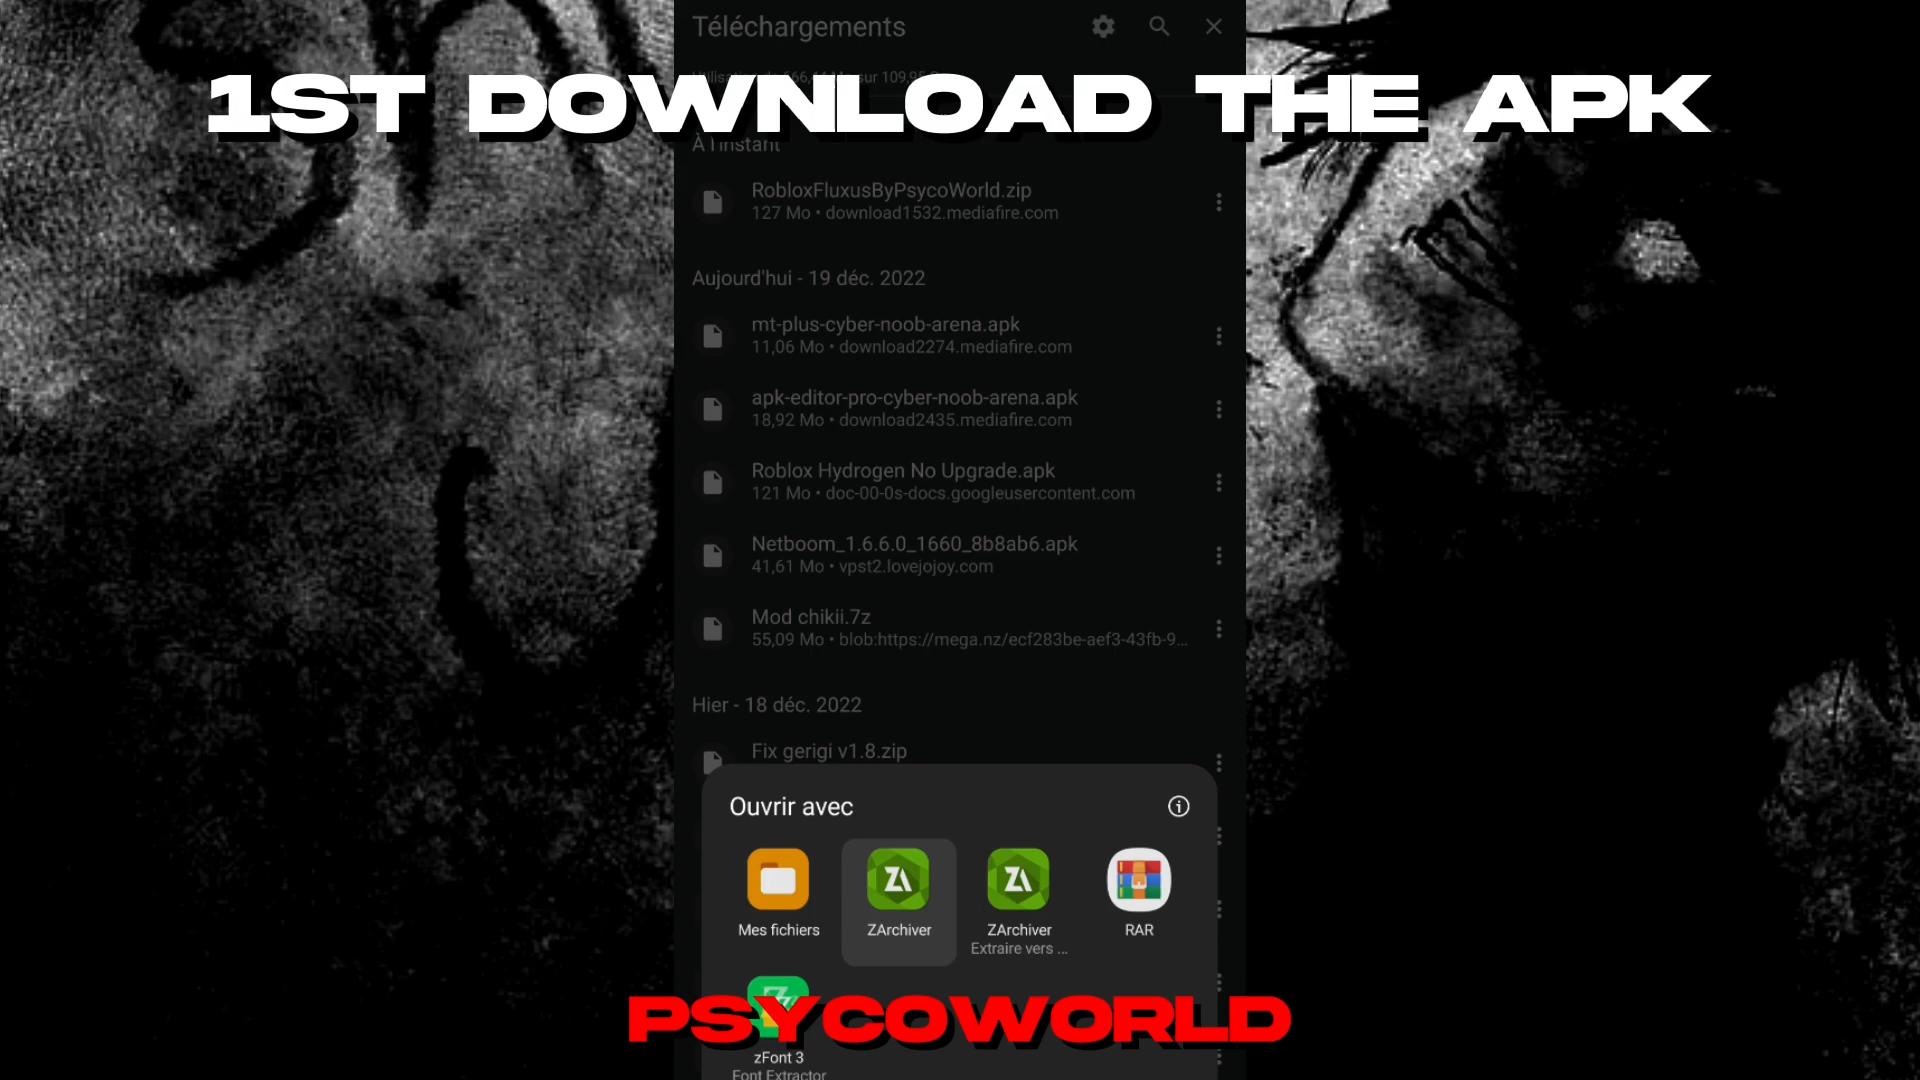 Téléchargements
1ST DOWNLOAD THE APK
À l'instant
RobloxFluxusByPsycoWorld.zip
127 Mo • download1532.mediafire.com
Aujourd'hui - 19 déc. 2022
mt-plus-cyber-noob-arena.apk
11,06 Mo • download2274.mediafire.com
apk-editor-pro-cyber-noob-arena.apk
18,92 Mo • download2435.mediafire.com
Roblox Hydrogen No Upgrade.apk
121 Mo • doc-00-0s-docs.googleusercontent.com
Netboom_1.6.6.0_1660_8b8ab6.apk
41,61 Mo • vpst2.lovejojoy.com
Mod chikii.7z
55,09 Mo • blob:https://mega.nz/ecf283be-aef3-43fb-9...
Hier - 18 déc. 2022
Fix gerigi v1.8.zip
Ouvrir avec
Mes fichiers
ZArchiver
ZArchiver
Extraire vers ...
RAR
PSYCOWORLD
zFont 3
Font Extractor